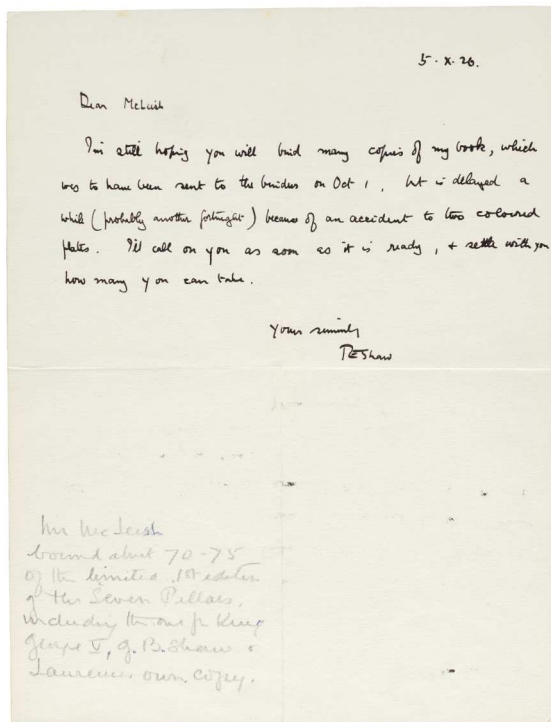 5·X·26.
Dear McLeish
I'm still hoping you will bind many copies of my book, which
was to have been sent to the binders on Oct 1, but is delayed a
while (probably another fortnight) because of an accident to two coloured
plates. I'll call on you as soon as it is ready, + settle with you
how many you can take.
Yours sincerely
TEShaw
Mr McLeish
bound about 70-75
of the limited 1st edition
of the Seven Pillars,
including the one for King
George V, G.B. Shaw &
Lawrence's own copy.